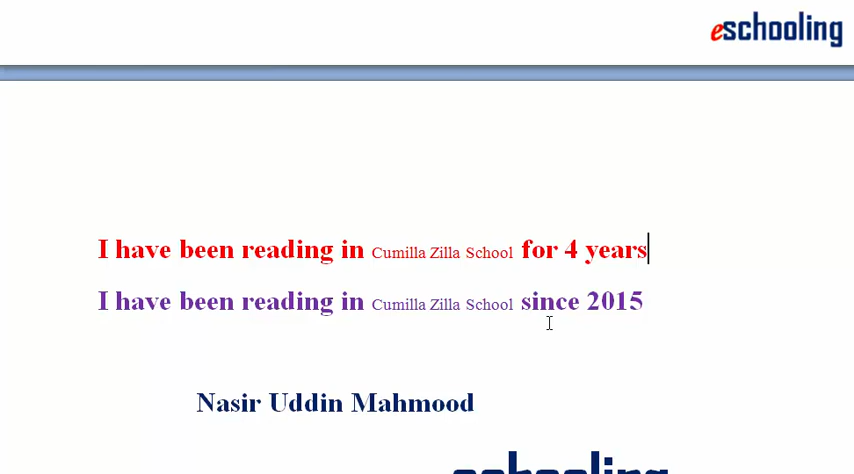 eschooling
I have been reading in Cumilla Zilla School for 4 years
I have been reading in Cumilla Zilla School since 2015
Nasir Uddin Mahmood
eschooling